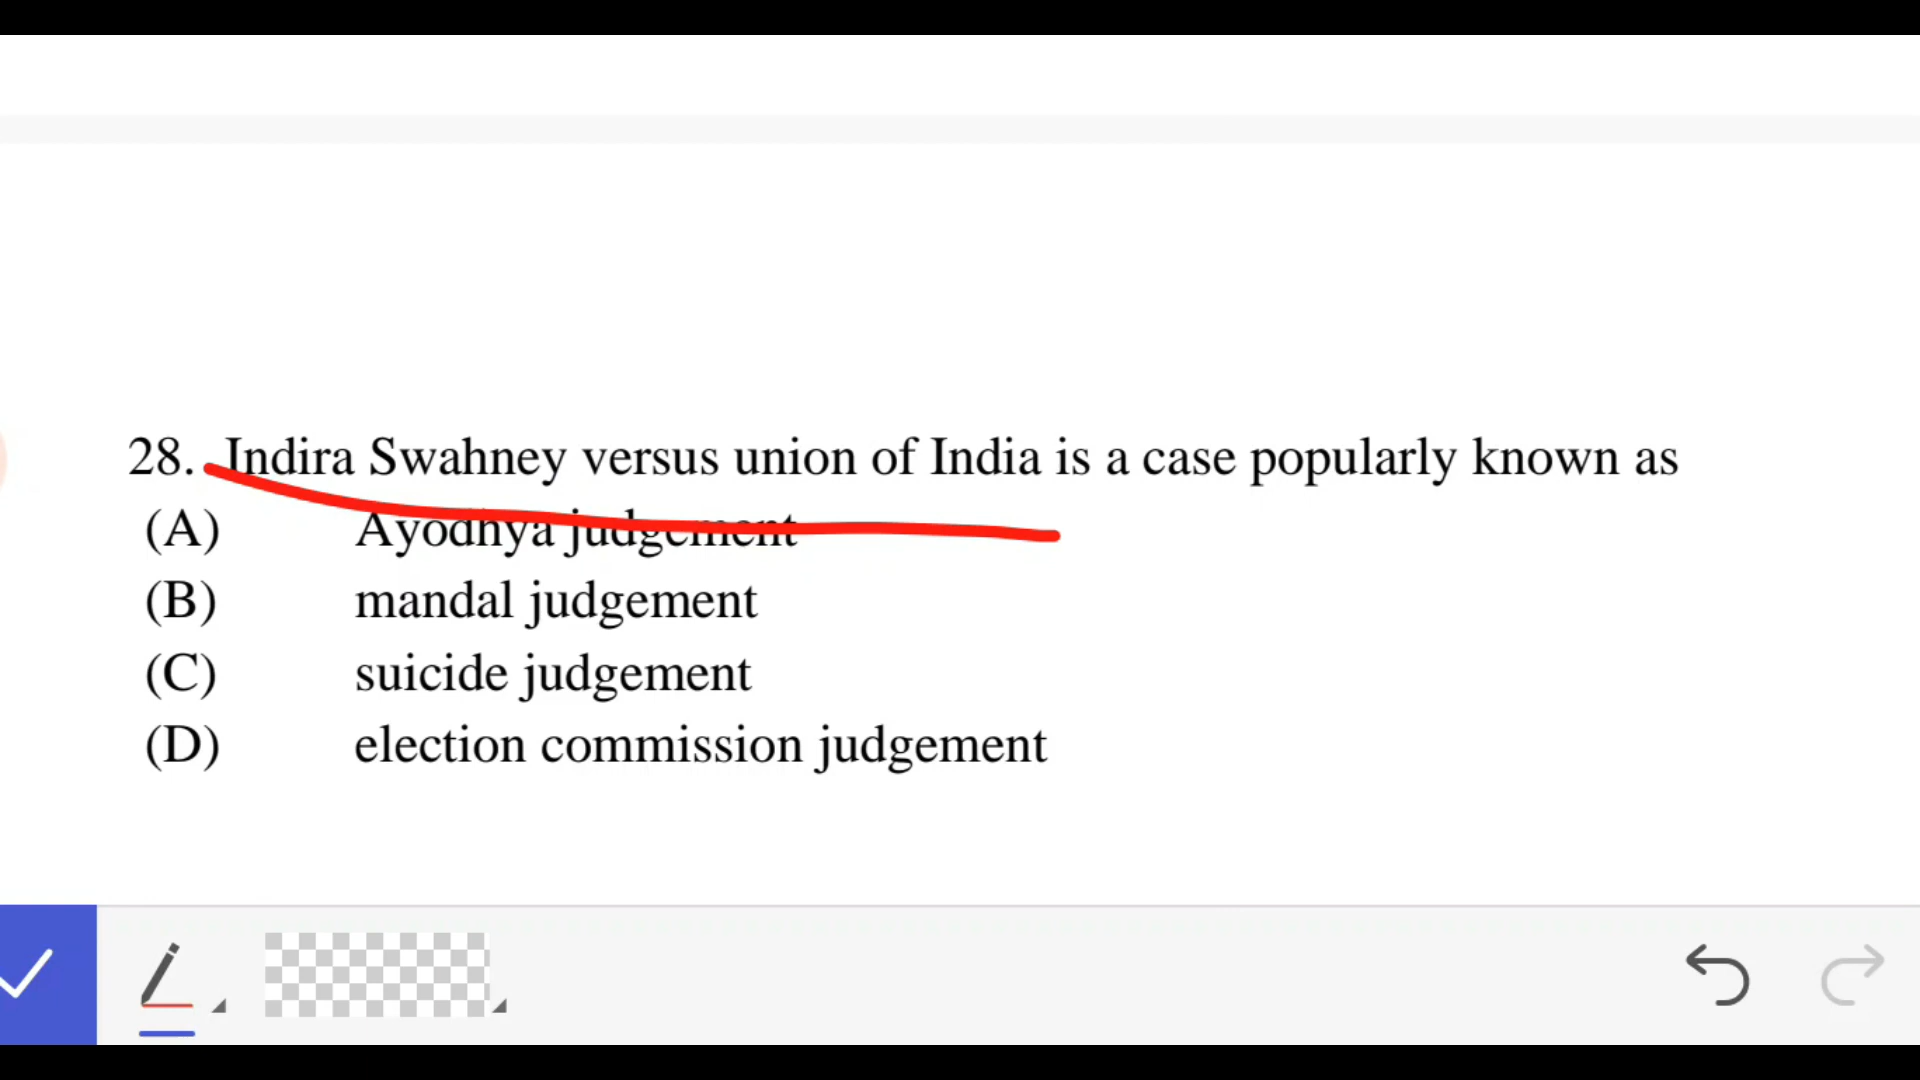 28. Indira Swahney versus union of India is a case popularly known as
(A) Ayodhya judgement
(B) mandal judgement
(C) suicide judgement
(D) election commission judgement